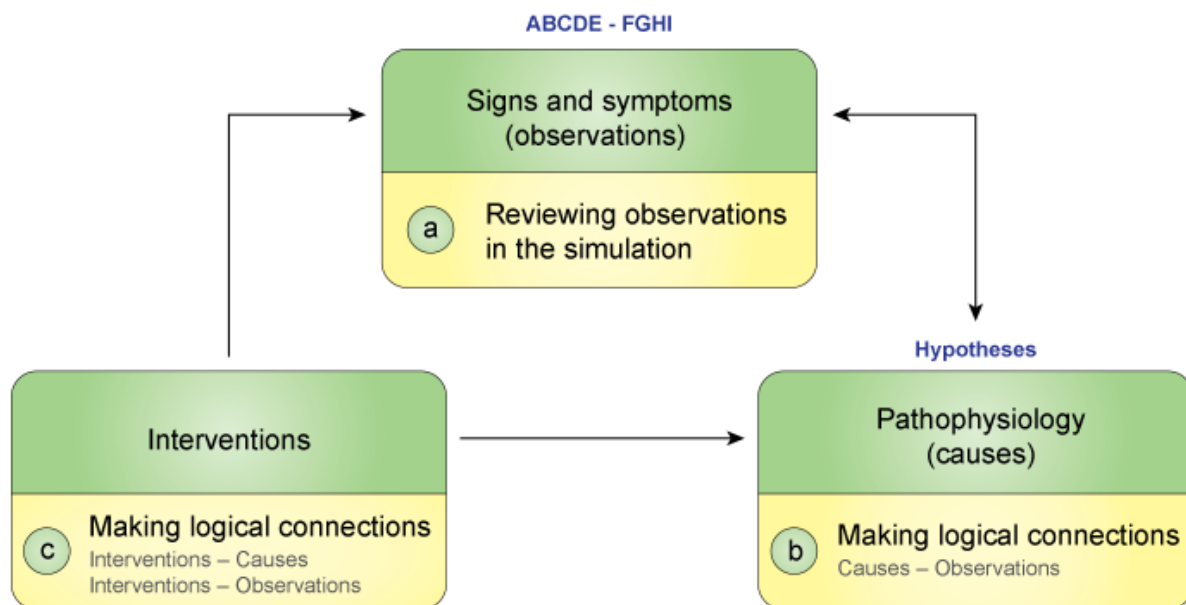 ABCDE - FGHI
Signs and symptoms
(observations)
a
Reviewing observations
in the simulation
Hypotheses
Interventions
c
Making logical connections
Interventions – Causes
Interventions – Observations
Pathophysiology
(causes)
b
Making logical connections
Causes – Observations